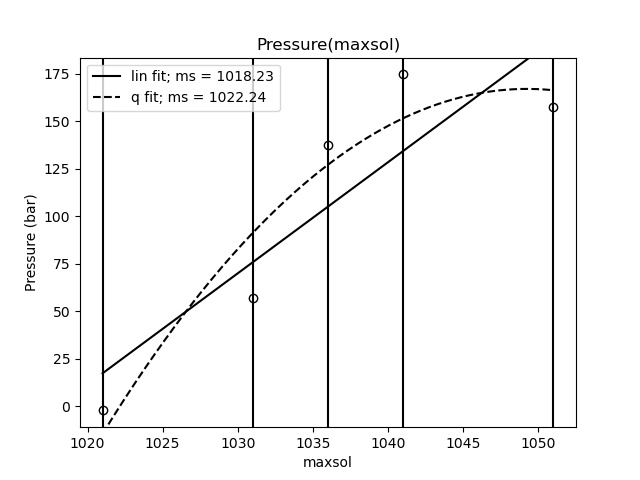 Pressure(maxsol)
lin fit; ms = 1018.23
q fit; ms = 1022.24
Pressure (bar)
175
150
125
100
75
50
25
0
1020 1025 1030 1035 1040 1045 1050
maxsol